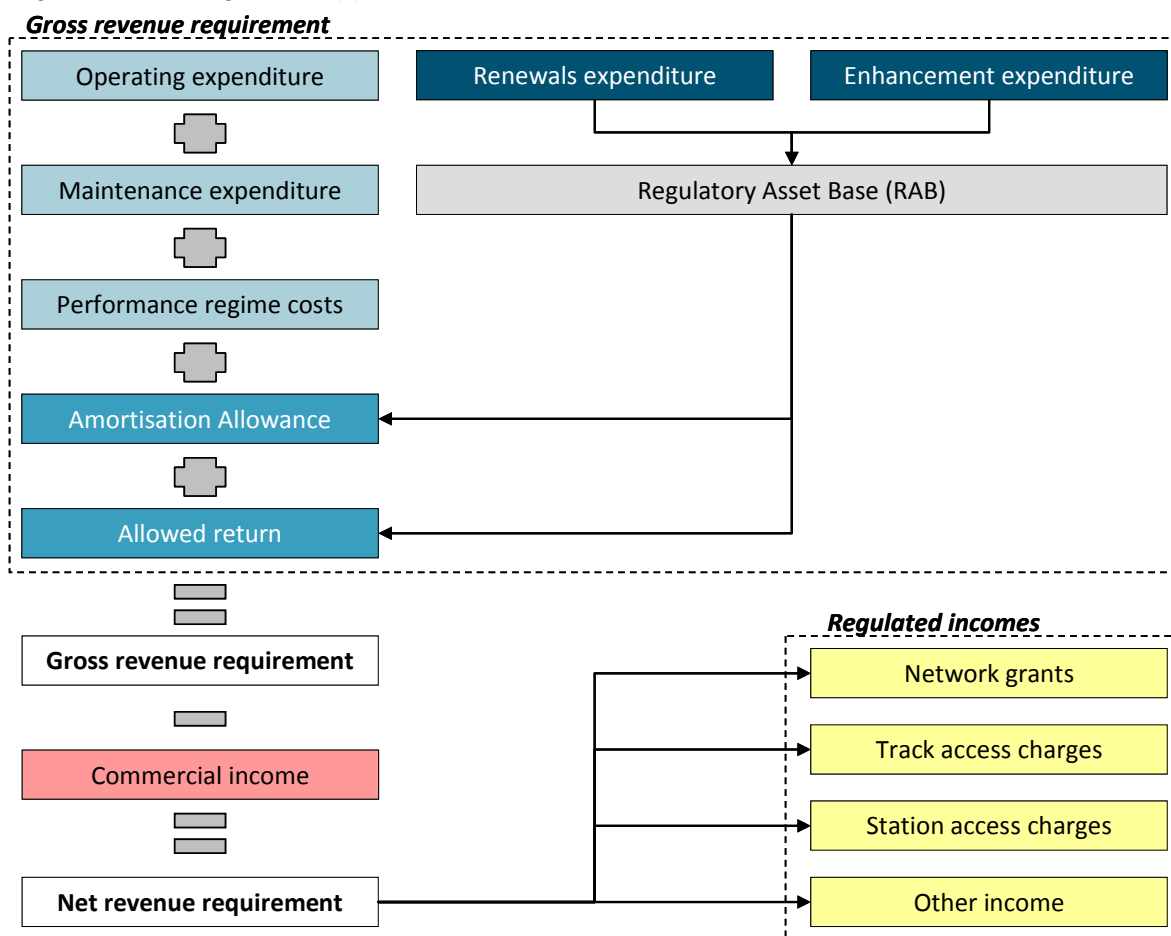 Gross revenue requirement
Operating expenditure
Renewals expenditure
Enhancement expenditure
Maintenance expenditure
Regulatory Asset Base (RAB)
Performance regime costs
Amortisation Allowance
Allowed return
Regulated incomes
Gross revenue requirement
Network grants
Track access charges
Commercial income
Station access charges
Net revenue requirement
Other income